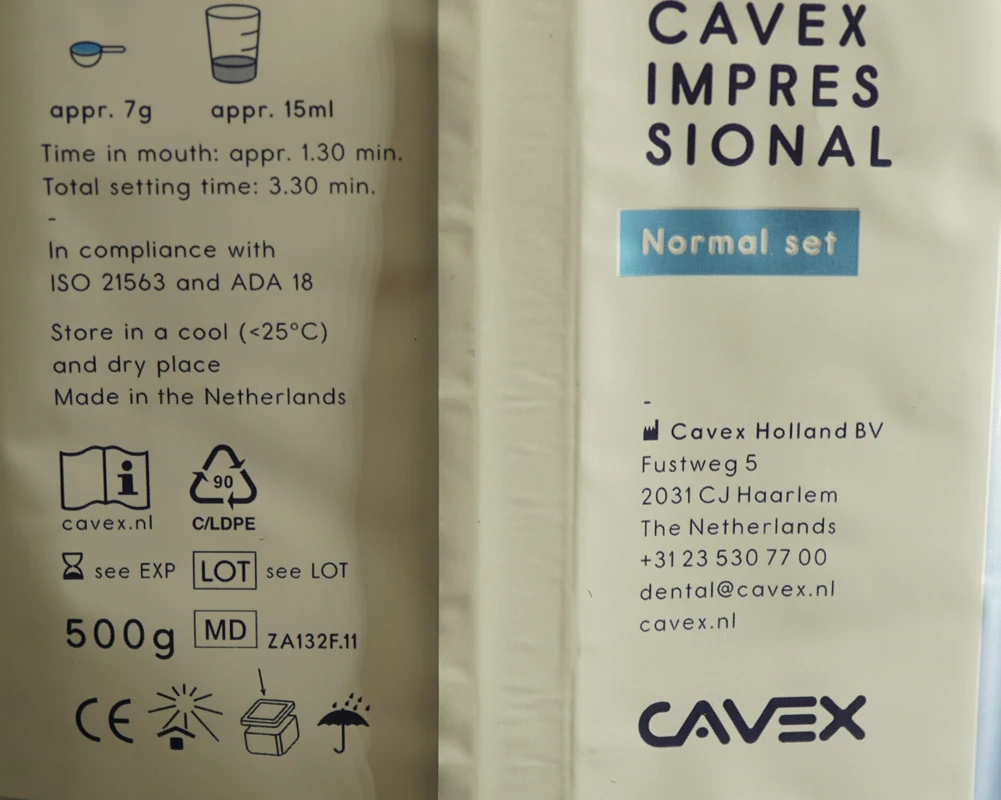 appr. 7g appr. 15ml
Time in mouth: appr. 1.30 min.
Total setting time: 3.30 min.
-
In compliance with
ISO 21563 and ADA 18
Store in a cool (<25°C)
and dry place
Made in the Netherlands
i
cavex.nl
90
C/LDPE
see EXP
LOT see LOT
500g MD ZA132F.11
CE
CAVEX
IMPRES
SIONAL
Normal set
-
Cavex Holland BV
Fustweg 5
2031 CJ Haarlem
The Netherlands
+31 23 530 77 00
dental@cavex.nl
cavex.nl
CAVEX